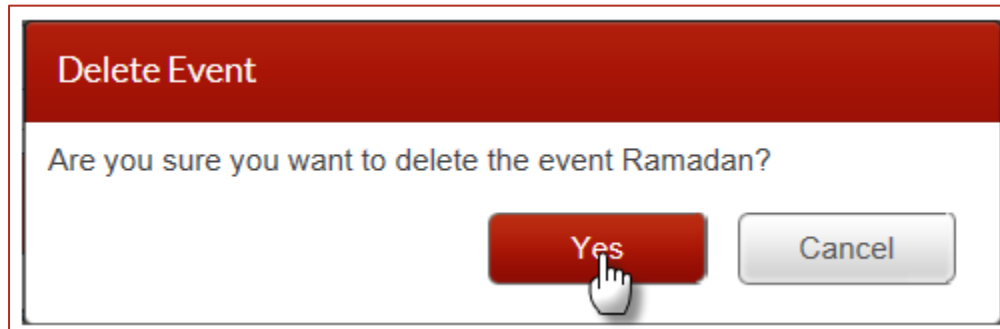 Delete Event
Are you sure you want to delete the event Ramadan?
Yes Cancel